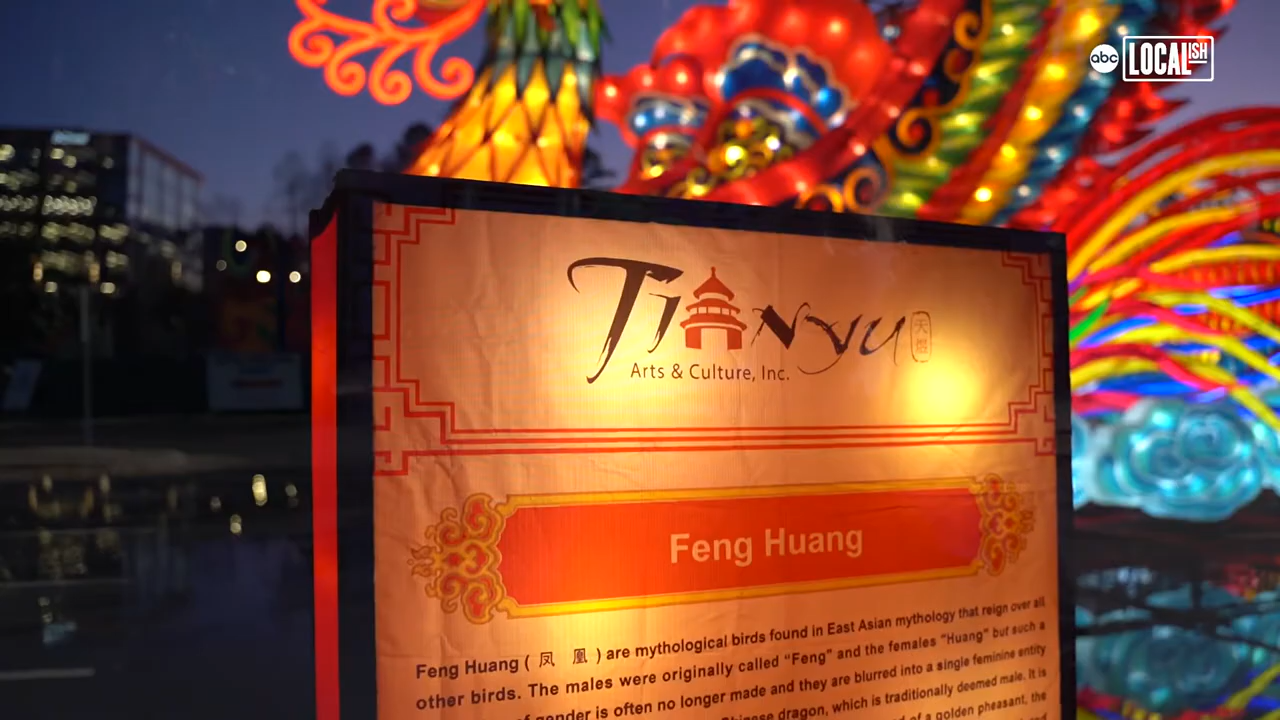 abc LOCALISH
TIANYU 天煜
Arts & Culture, Inc.
Feng Huang
Feng Huang ( 凤 凰 ) are mythological birds found in East Asian mythology that reign over all
other birds. The males were originally called “Feng” and the females “Huang” but such a
of gender is often no longer made and they are blurred into a single feminine entity
Chinese dragon, which is traditionally deemed male. It is
of a golden pheasant, the